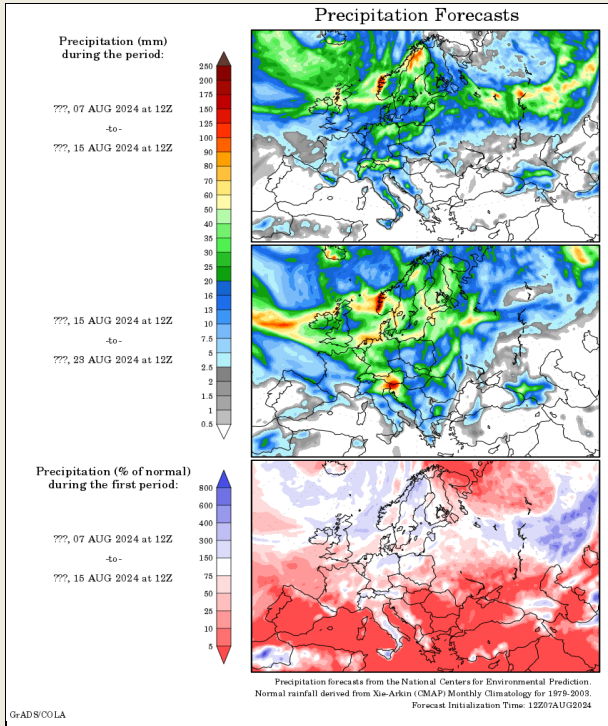 Precipitation Forecasts
Precipitation (mm)
during the period:
???, 07 AUG 2024 at 12Z
-to-
???, 15 AUG 2024 at 12Z
250
200
175
150
125
100
90
80
70
60
50
40
35
30
25
20
16
13
10
7.5
5
2.5
2
1.5
1
0.5
???, 15 AUG 2024 at 12Z
-to-
???, 23 AUG 2024 at 12Z
Precipitation (% of normal)
during the first period:
???, 07 AUG 2024 at 12Z
-to-
???, 15 AUG 2024 at 12Z
800
600
400
300
150
75
50
25
10
5
Precipitation forecasts from the National Centers for Environmental Prediction.
Normal rainfall derived from Xie-Arkin (CMAP) Monthly Climatology for 1979-2003.
Forecast Initialization Time: 12Z07AUG2024
GrADS/COLA